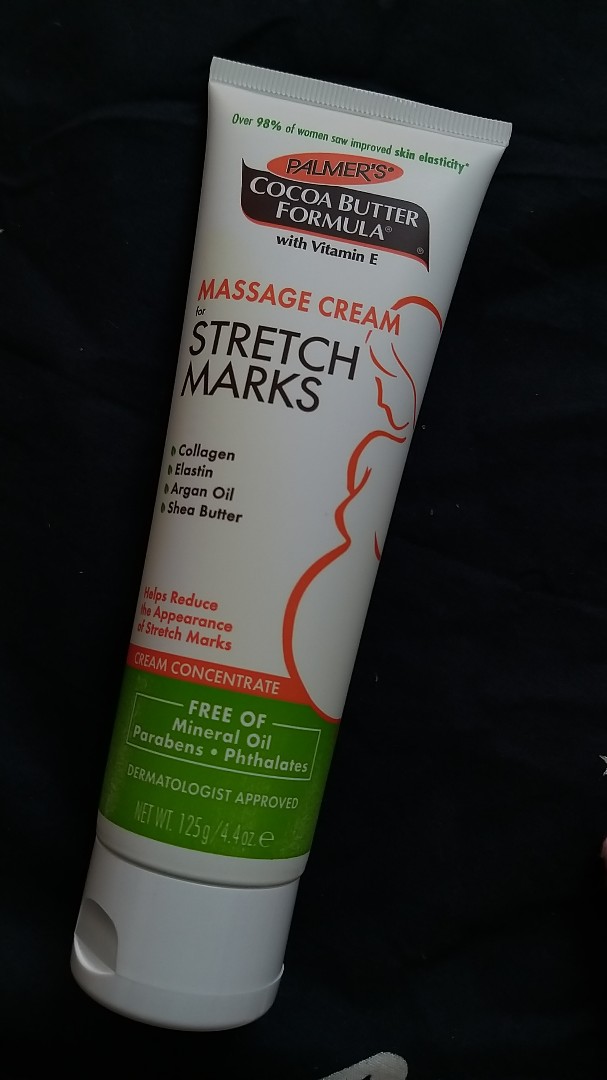 Over 98% of women saw improved skin elasticity*
PALMER'S®
COCOA BUTTER
FORMULA®
®
with Vitamin E
MASSAGE CREAM
for
STRETCH
MARKS
Collagen
Elastin
Argan Oil
Shea Butter
Helps Reduce
the Appearance
of Stretch Marks
CREAM CONCENTRATE
FREE OF
Mineral Oil
Parabens • Phthalates
DERMATOLOGIST APPROVED
NET WT. 125g/4.4oz. ℮